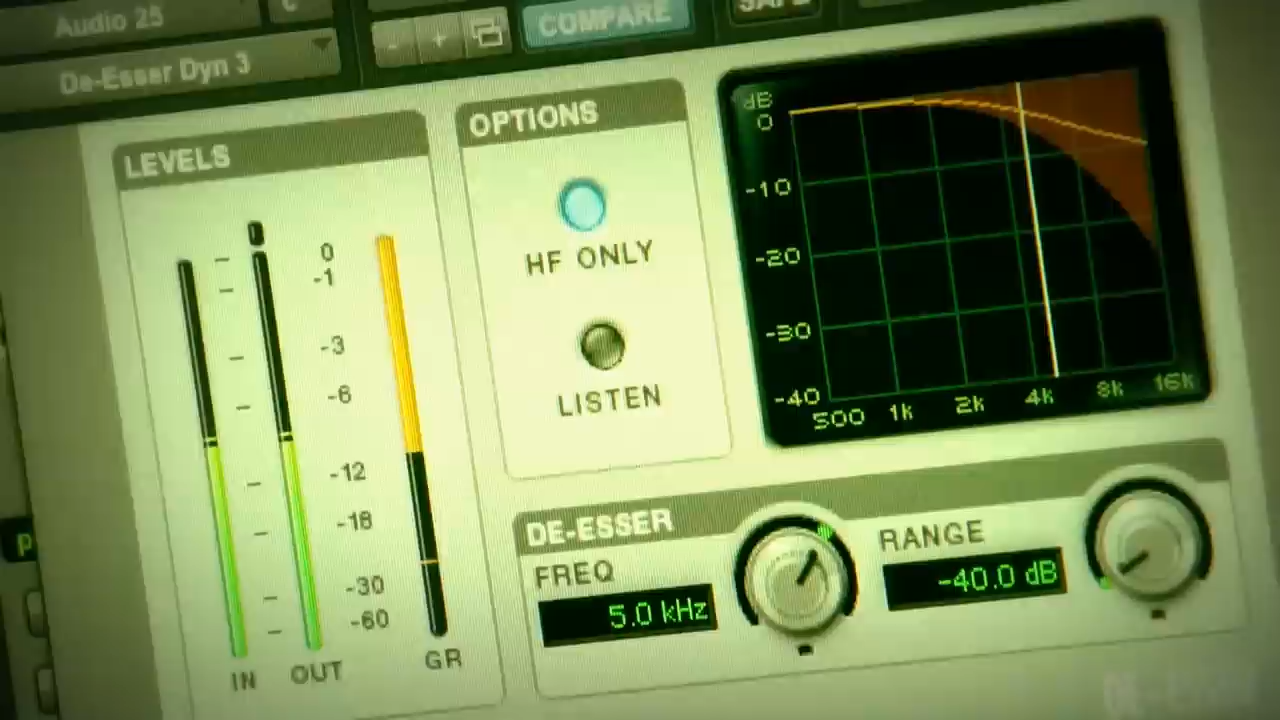 Audio 25
c
De-Esser Dyn 3
-
+
COMPARE
SAFE
LEVELS
0
-1
-3
-6
-12
-18
-30
-60
IN
OUT
GR
OPTIONS
HF ONLY
LISTEN
dB
0
-10
-20
-30
-40
500 1k 2k 4k 8k 16k
DE-ESSER
FREQ
5.0 kHz
RANGE
-40.0 dB